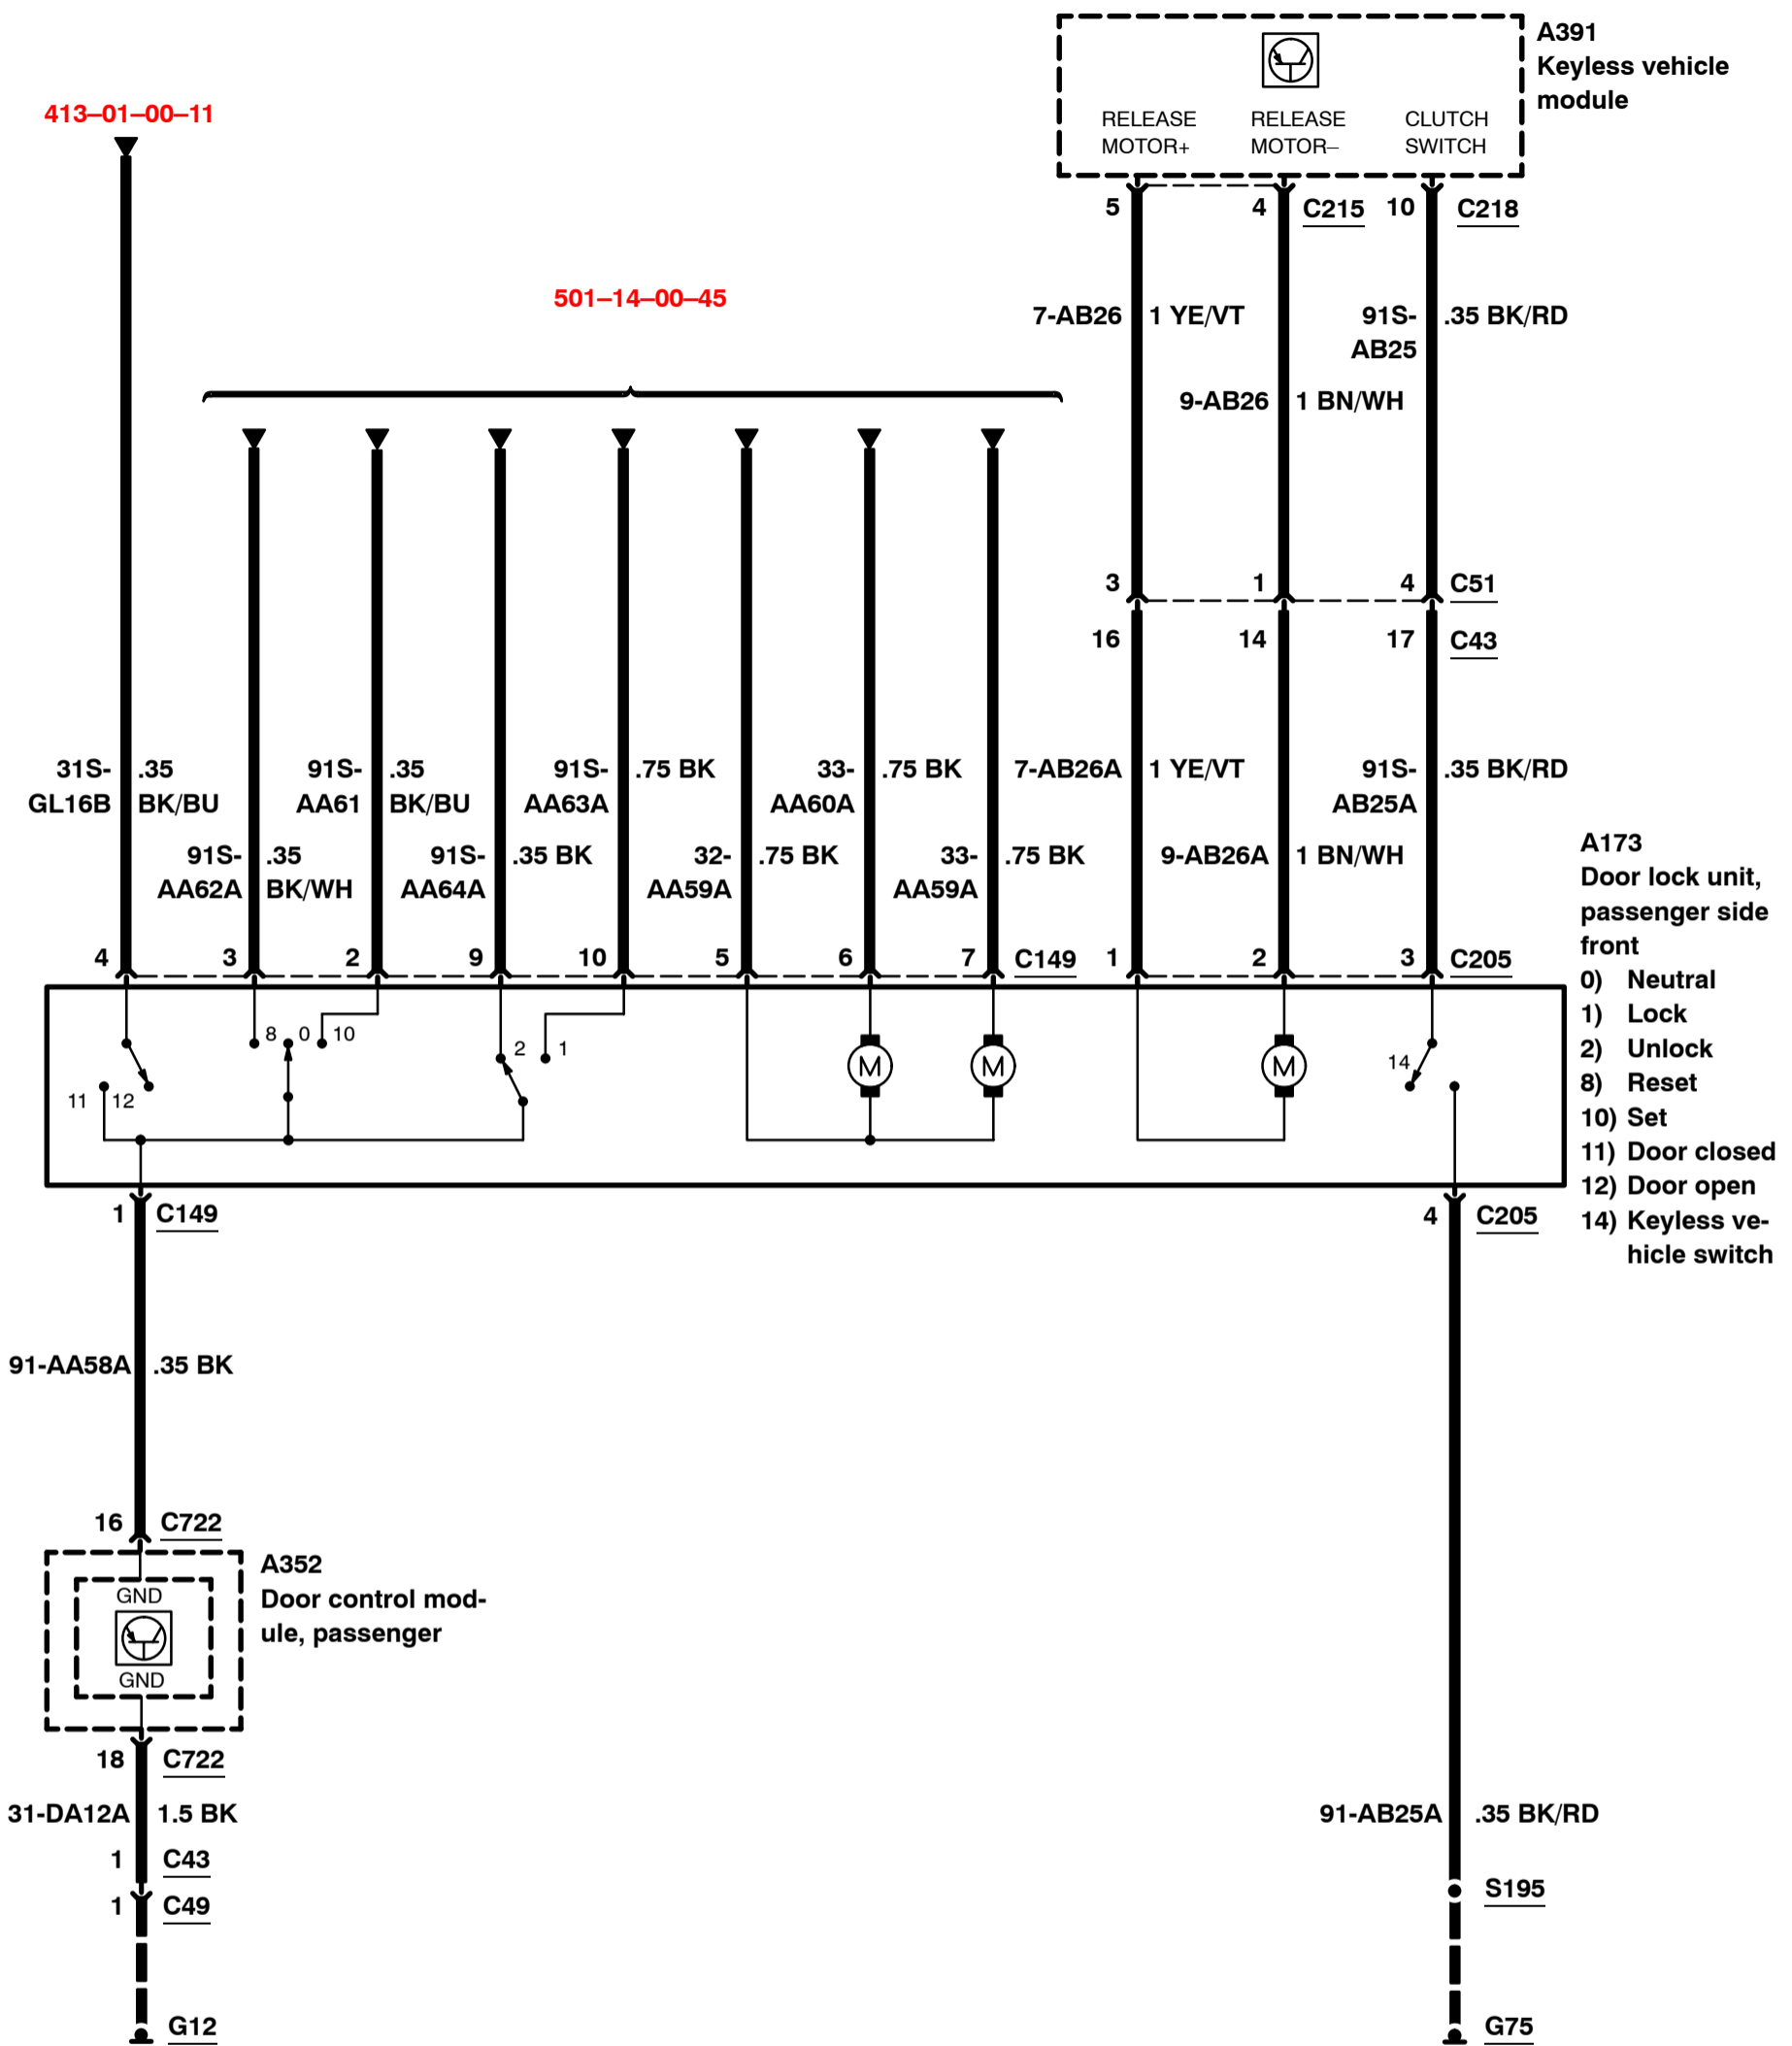 A391
Keyless vehicle
module
RELEASE
MOTOR+
RELEASE
MOTOR–
CLUTCH
SWITCH
413–01–00–11
5
4
C215
10
C218
501–14–00–45
7-AB26
1 YE/VT
91S-
AB25
.35 BK/RD
9-AB26
1 BN/WH
3
1
4
C51
16
14
17
C43
31S-
GL16B
.35
BK/BU
91S-
AA61
.35
BK/BU
91S-
AA63A
.75 BK
33-
AA60A
.75 BK
7-AB26A
1 YE/VT
91S-
AB25A
.35 BK/RD
91S-
AA62A
.35
BK/WH
91S-
AA64A
.35 BK
32-
AA59A
.75 BK
33-
AA59A
.75 BK
9-AB26A
1 BN/WH
4
3
2
9
10
5
6
7
C149
1
2
3
C205
A173
Door lock unit,
passenger side
front
0) Neutral
1) Lock
2) Unlock
8) Reset
10) Set
11) Door closed
12) Door open
14) Keyless ve-
hicle switch
8
0
10
2
1
11
12
M
M
M
14
1
C149
4
C205
91-AA58A
.35 BK
16
C722
A352
Door control mod-
ule, passenger
GND
GND
18
C722
31-DA12A
1.5 BK
1
C43
1
C49
G12
91-AB25A
.35 BK/RD
S195
G75